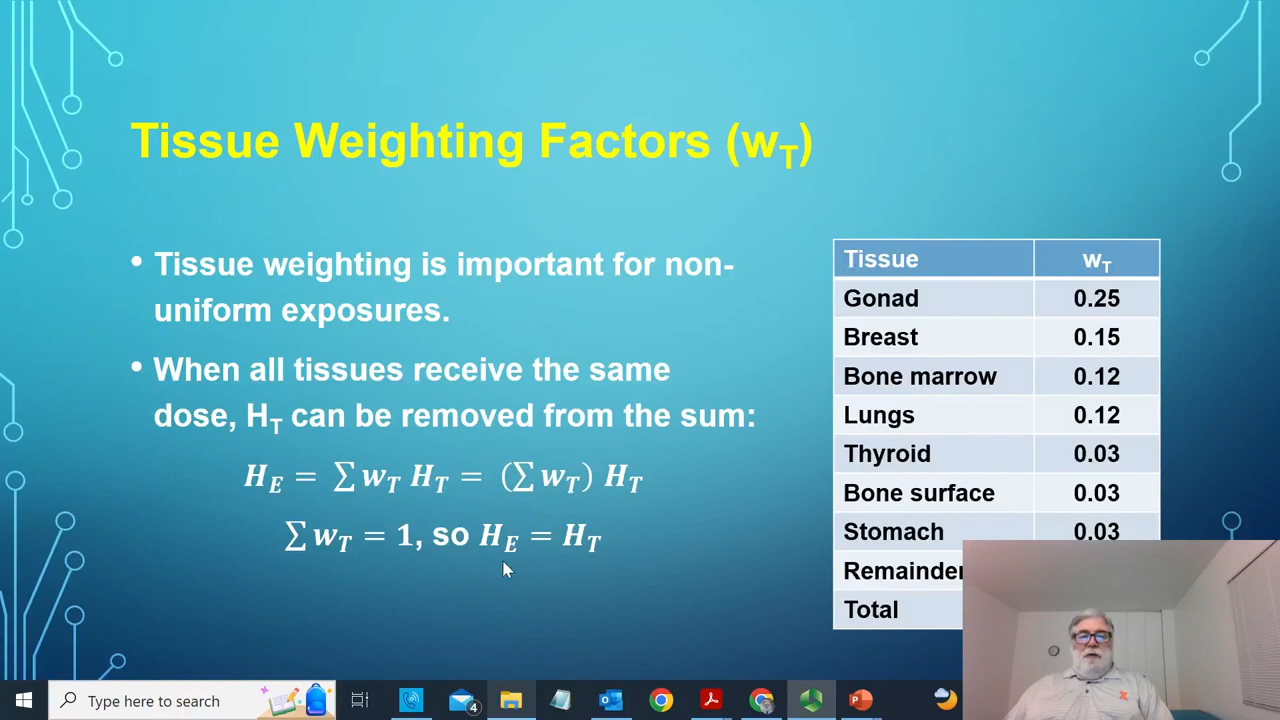 Tissue Weighting Factors (wT)
• Tissue weighting is important for non-
uniform exposures.
• When all tissues receive the same
dose, HT can be removed from the sum:
HE = ∑ wT HT = (∑ wT) HT
∑ wT = 1, so HE = HT
Tissue wT
Gonad 0.25
Breast 0.15
Bone marrow 0.12
Lungs 0.12
Thyroid 0.03
Bone surface 0.03
Stomach 0.03
Remainder
Total
Type here to search
4